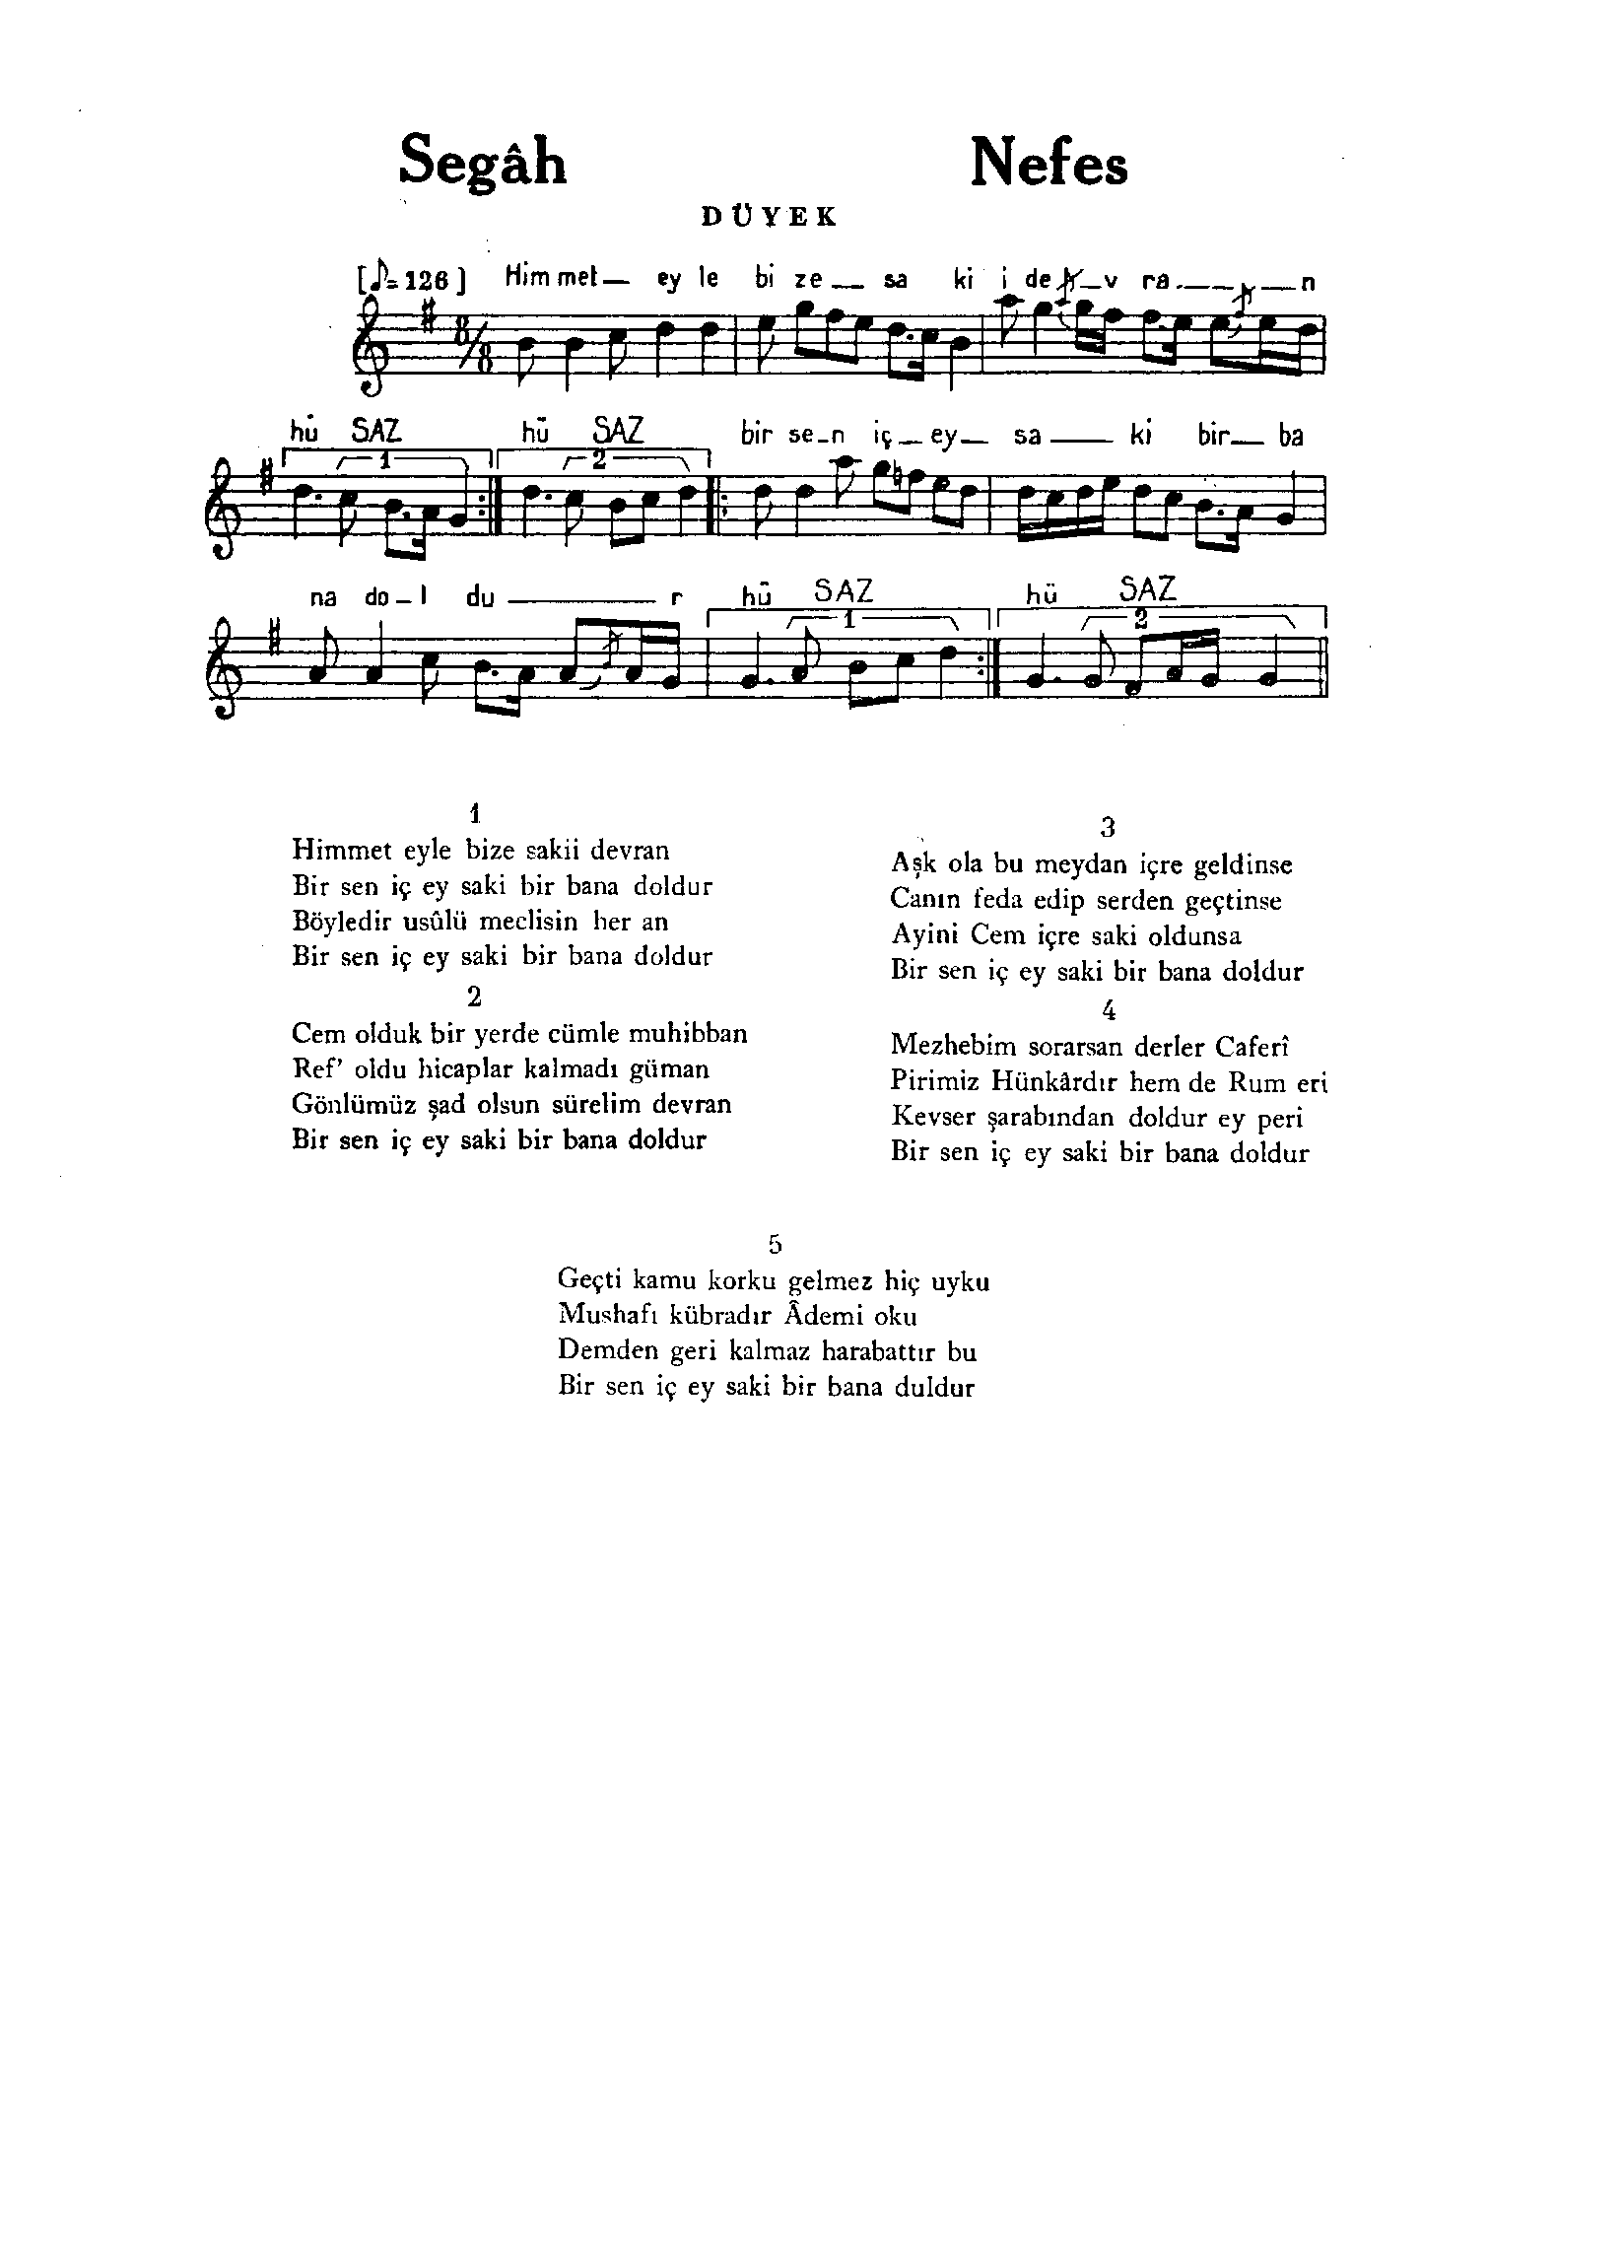 Segâh Nefes
DÜYEK
[♪= 126 ] Him met— ey le bi ze — sa ki i de — v ra . — — — n
8/8
hü SAZ hü SAZ bir se – n iç — ey — sa —— ki bir — ba
1 2
na do – l du ———— r hü SAZ hü SAZ
1 2
1
Himmet eyle bize sakii devran
Bir sen iç ey saki bir bana doldur
Böyledir usûlü meclisin her an
Bir sen iç ey saki bir bana doldur
2
Cem olduk bir yerde cümle muhibban
Ref’ oldu hicaplar kalmadı güman
Gönlümüz şad olsun sürelim devran
Bir sen iç ey saki bir bana doldur
3
Aşk ola bu meydan içre geldinse
Canın feda edip serden geçtinse
Ayini Cem içre saki oldunsa
Bir sen iç ey saki bir bana doldur
4
Mezhebim sorarsan derler Caferî
Pirimiz Hünkârdır hem de Rum eri
Kevser şarabından doldur ey peri
Bir sen iç ey saki bir bana doldur
5
Geçti kamu korku gelmez hiç uyku
Mushafı kübradır Âdemi oku
Demden geri kalmaz harabattır bu
Bir sen iç ey saki bir bana duldur